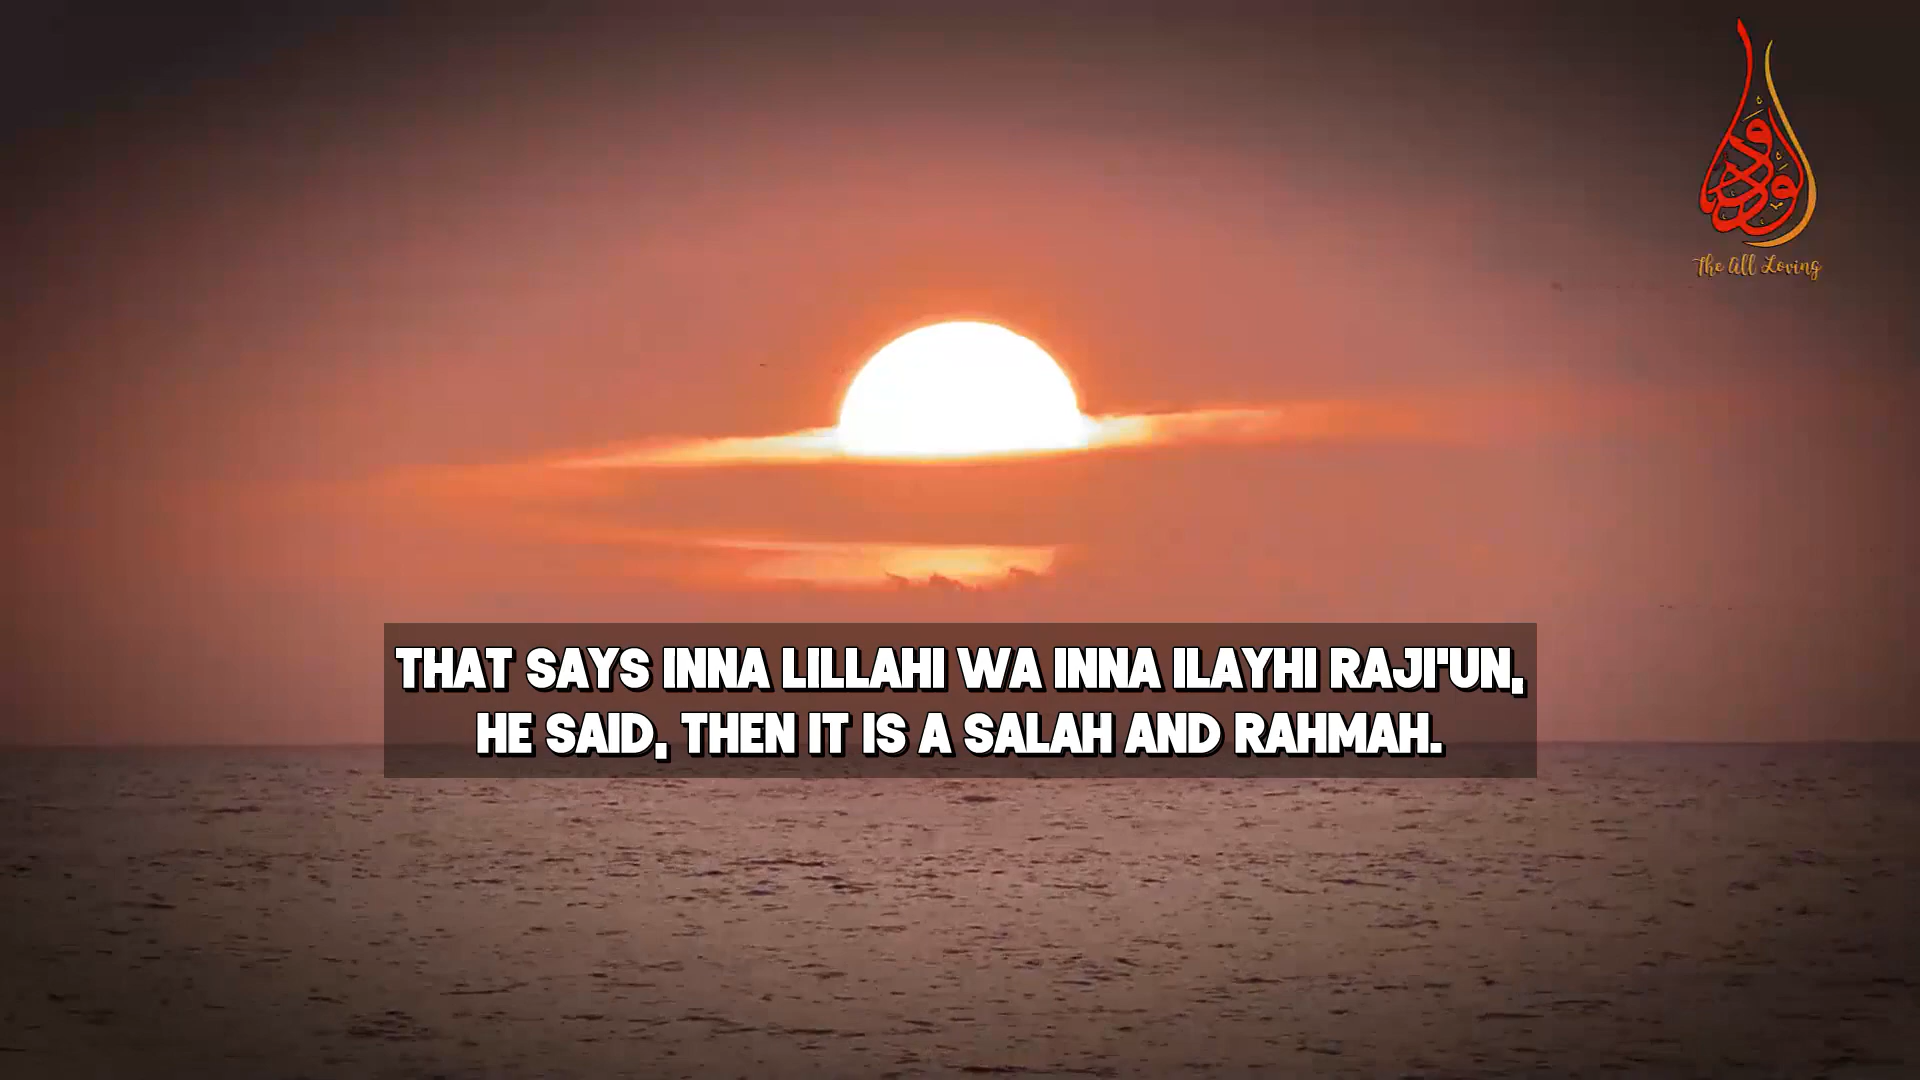 الودود
The All Loving
THAT SAYS INNA LILLAHI WA INNA ILAYHI RAJI'UN,
HE SAID, THEN IT IS A SALAH AND RAHMAH.